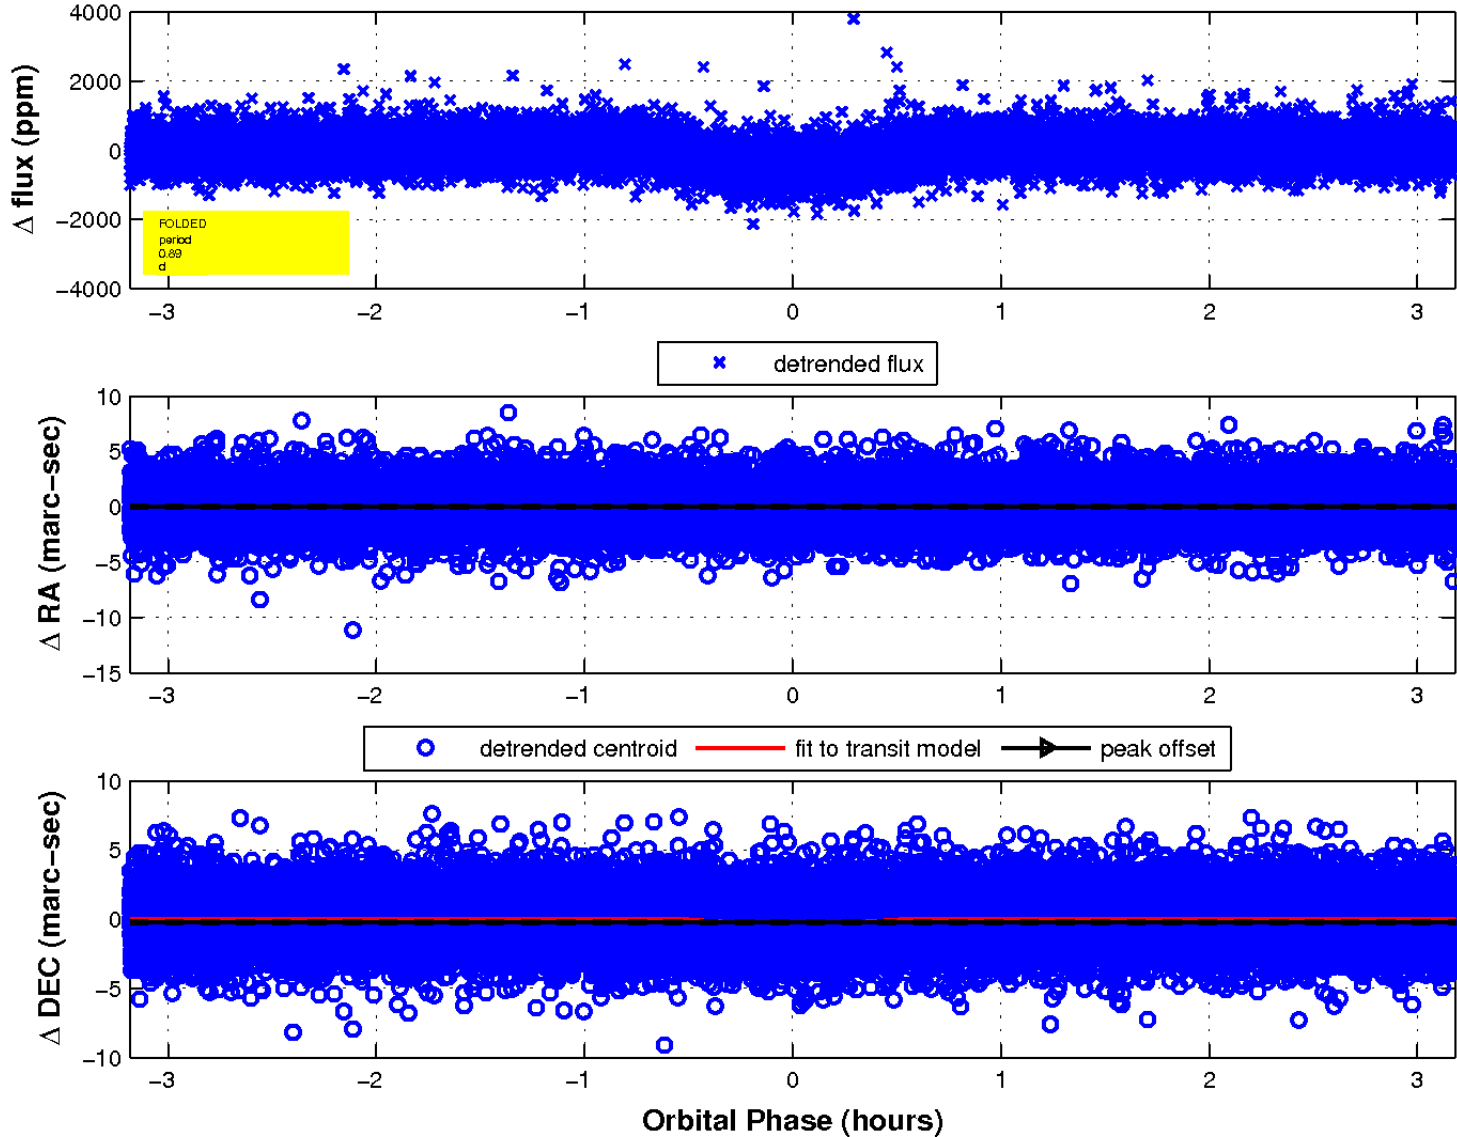 4000
2000
0
−2000
−4000
Δ flux (ppm)
FOLDED
period
0.89
d
−3 −2 −1 0 1 2 3
detrended flux
10
5
0
−5
−10
−15
Δ RA (marc−sec)
−3 −2 −1 0 1 2 3
detrended centroid fit to transit model peak offset
10
5
0
−5
−10
Δ DEC (marc−sec)
−3 −2 −1 0 1 2 3
Orbital Phase (hours)